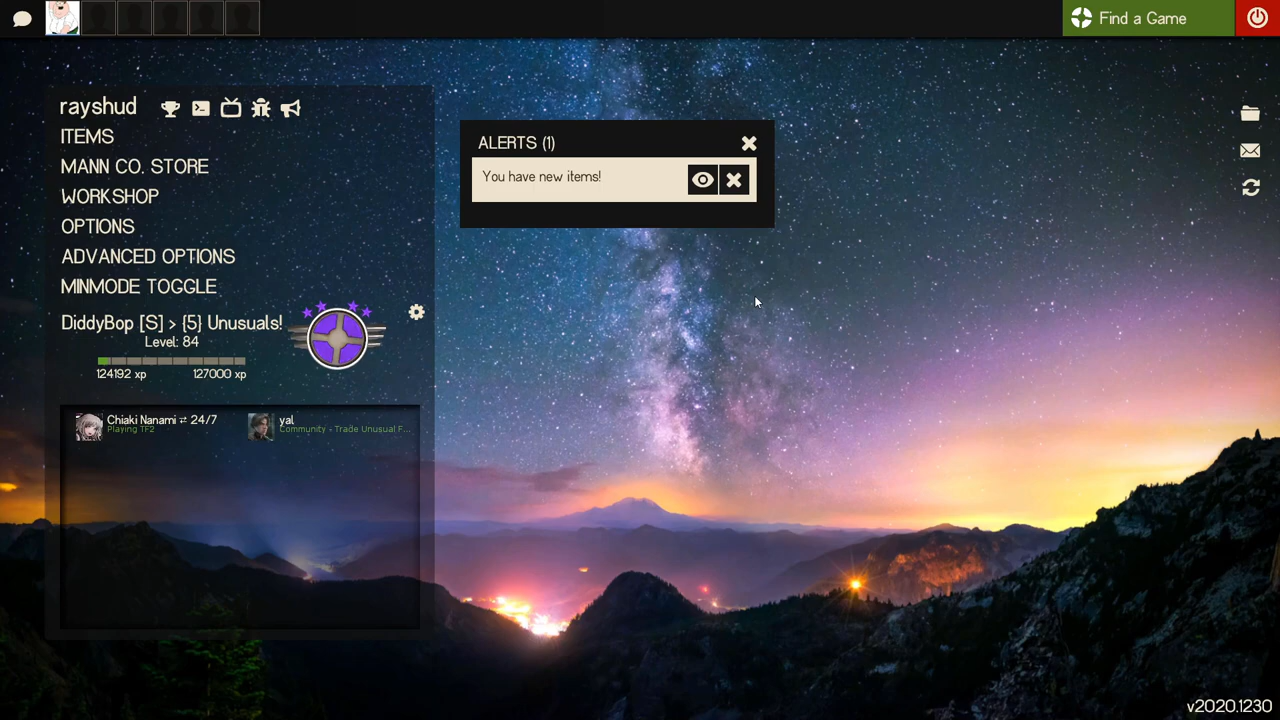 Find a Game
rayshud
ITEMS
MANN CO. STORE
WORKSHOP
OPTIONS
ADVANCED OPTIONS
MINMODE TOGGLE
DiddyBop [S] > {5} Unusuals!
Level: 84
124192 xp 127000 xp
Chiaki Nanami ⇄ 24/7
Playing TF2
yal
Community - Trade Unusual F...
ALERTS (1)
You have new items!
v2020.1230